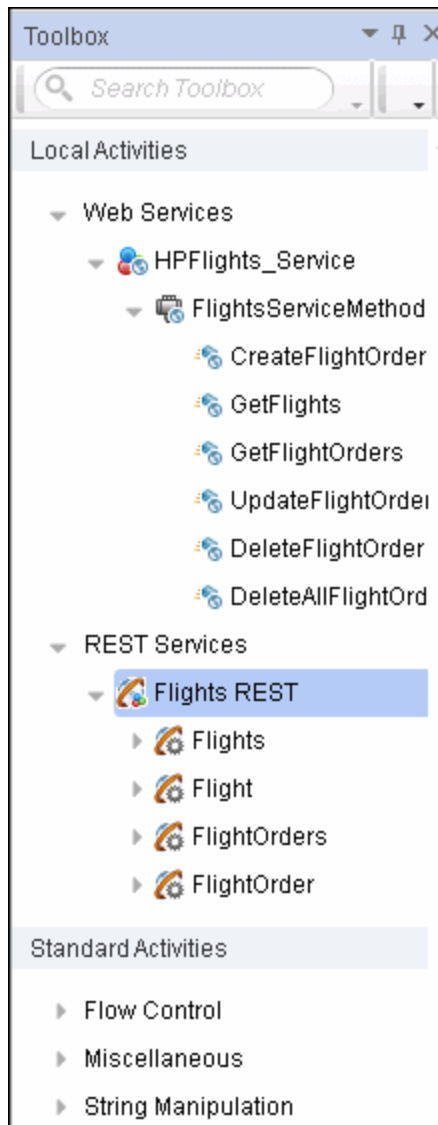 Toolbox
Search Toolbox
Local Activities
Web Services
HPFlights_Service
FlightsServiceMethod
CreateFlightOrder
GetFlights
GetFlightOrders
UpdateFlightOrder
DeleteFlightOrder
DeleteAllFlightOrd
REST Services
Flights REST
Flights
Flight
FlightOrders
FlightOrder
Standard Activities
Flow Control
Miscellaneous
String Manipulation